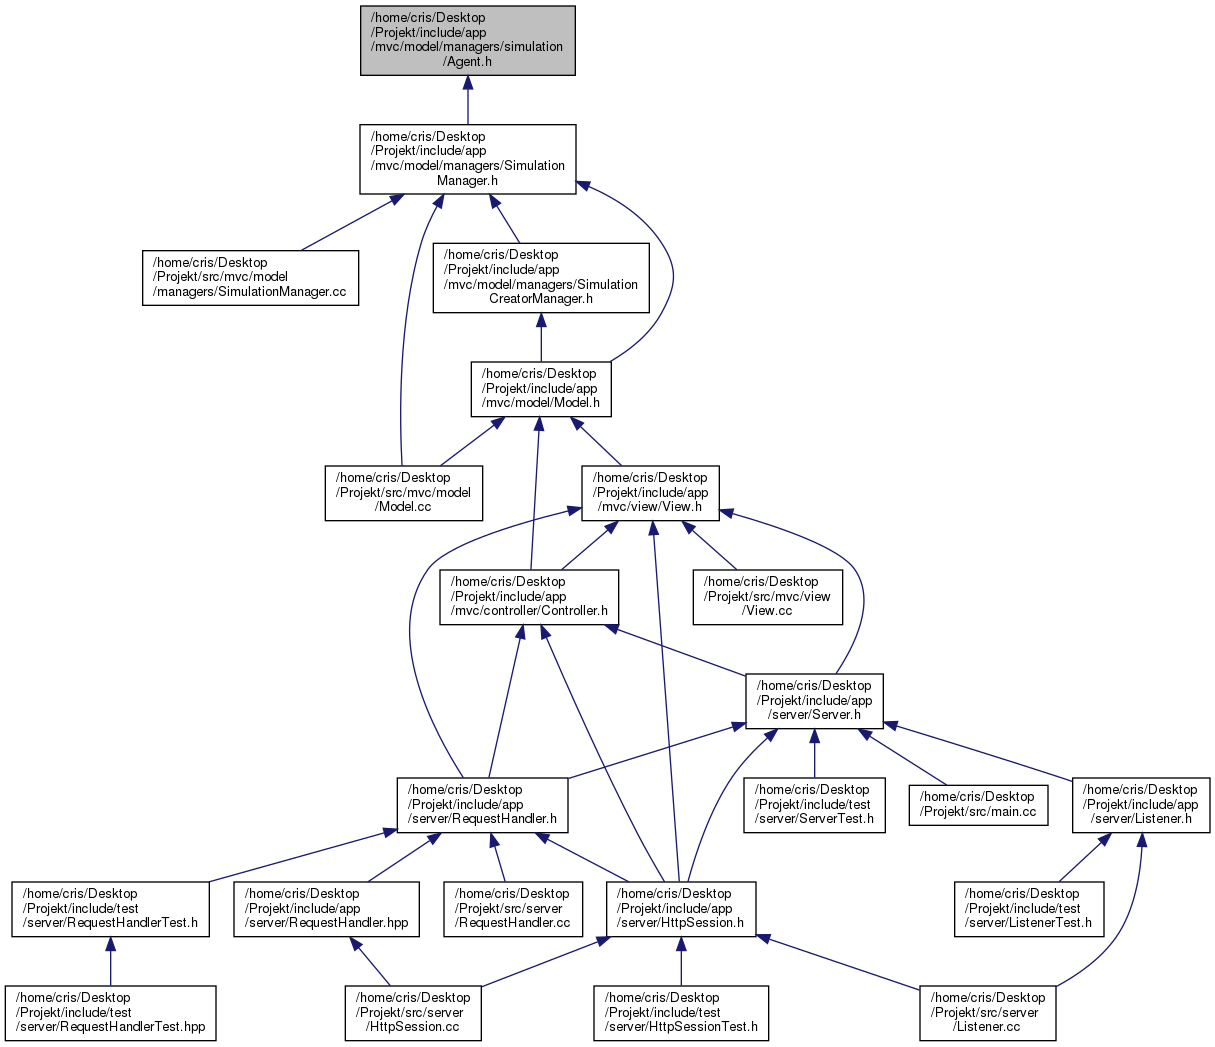 /home/cris/Desktop
/Projekt/include/app
/mvc/model/managers/simulation
/Agent.h
/home/cris/Desktop
/Projekt/include/app
/mvc/model/managers/Simulation
Manager.h
/home/cris/Desktop
/Projekt/src/mvc/model
/managers/SimulationManager.cc
/home/cris/Desktop
/Projekt/include/app
/mvc/model/managers/Simulation
CreatorManager.h
/home/cris/Desktop
/Projekt/include/app
/mvc/model/Model.h
/home/cris/Desktop
/Projekt/src/mvc/model
/Model.cc
/home/cris/Desktop
/Projekt/include/app
/mvc/view/View.h
/home/cris/Desktop
/Projekt/include/app
/mvc/controller/Controller.h
/home/cris/Desktop
/Projekt/src/mvc/view
/View.cc
/home/cris/Desktop
/Projekt/include/app
/server/Server.h
/home/cris/Desktop
/Projekt/include/app
/server/RequestHandler.h
/home/cris/Desktop
/Projekt/include/test
/server/ServerTest.h
/home/cris/Desktop
/Projekt/src/main.cc
/home/cris/Desktop
/Projekt/include/app
/server/Listener.h
/home/cris/Desktop
/Projekt/include/test
/server/RequestHandlerTest.h
/home/cris/Desktop
/Projekt/include/app
/server/RequestHandler.hpp
/home/cris/Desktop
/Projekt/src/server
/RequestHandler.cc
/home/cris/Desktop
/Projekt/include/app
/server/HttpSession.h
/home/cris/Desktop
/Projekt/include/test
/server/ListenerTest.h
/home/cris/Desktop
/Projekt/include/test
/server/RequestHandlerTest.hpp
/home/cris/Desktop
/Projekt/src/server
/HttpSession.cc
/home/cris/Desktop
/Projekt/include/test
/server/HttpSessionTest.h
/home/cris/Desktop
/Projekt/src/server
/Listener.cc